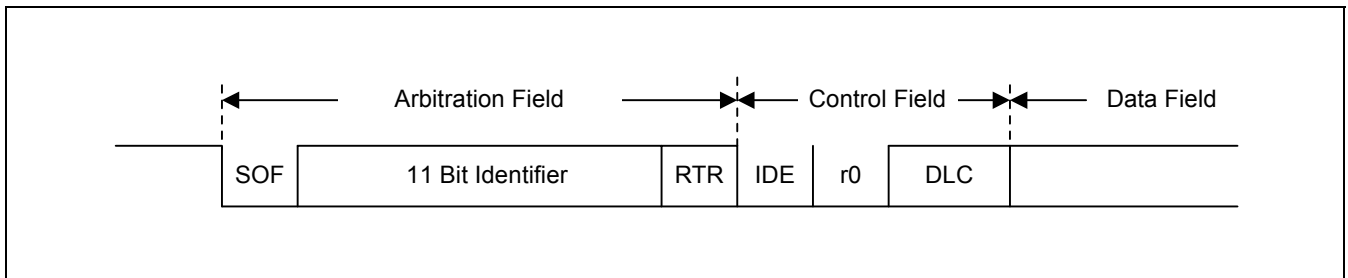 Arbitration Field Control Field Data Field
SOF 11 Bit Identifier RTR IDE r0 DLC